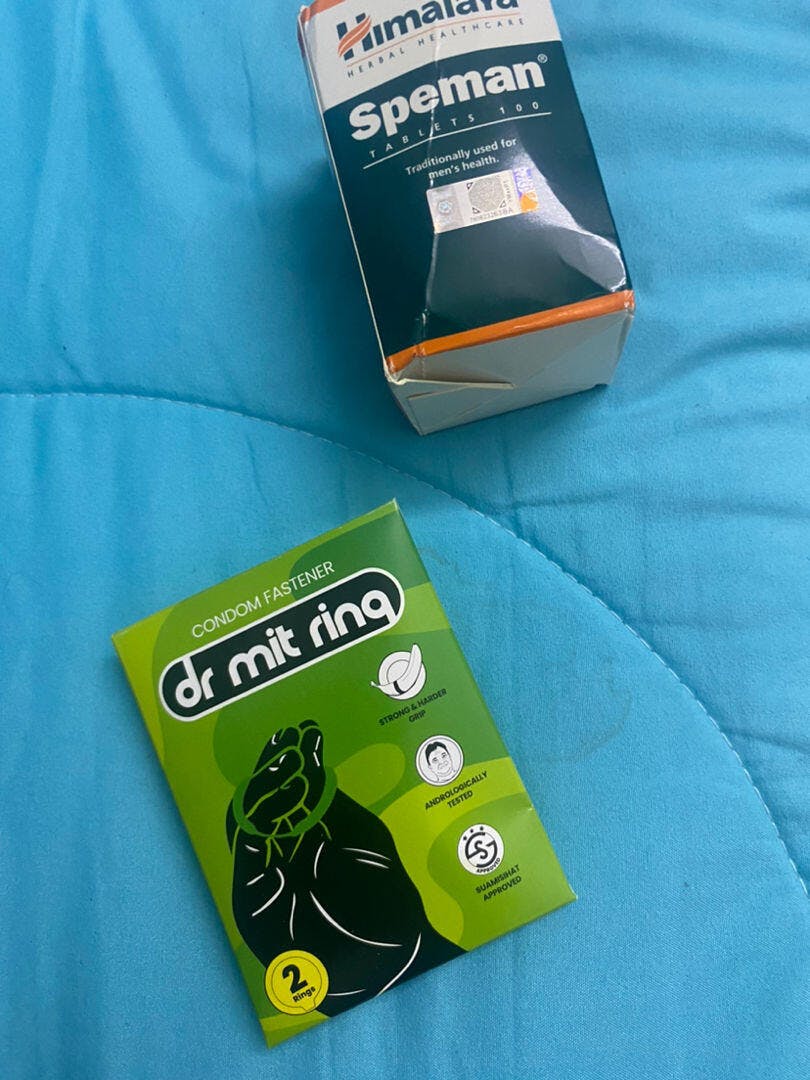 Himalaya
HERBAL HEALTHCARE
Speman®
TABLETS 100
Traditionally used for
men's health.
CONDOM FASTENER
dr mit ring
STRONG & HARDER
GRIP
ANDROLOGICALLY
TESTED
APPROVED
SUAMISIHAT
APPROVED
2
Rings